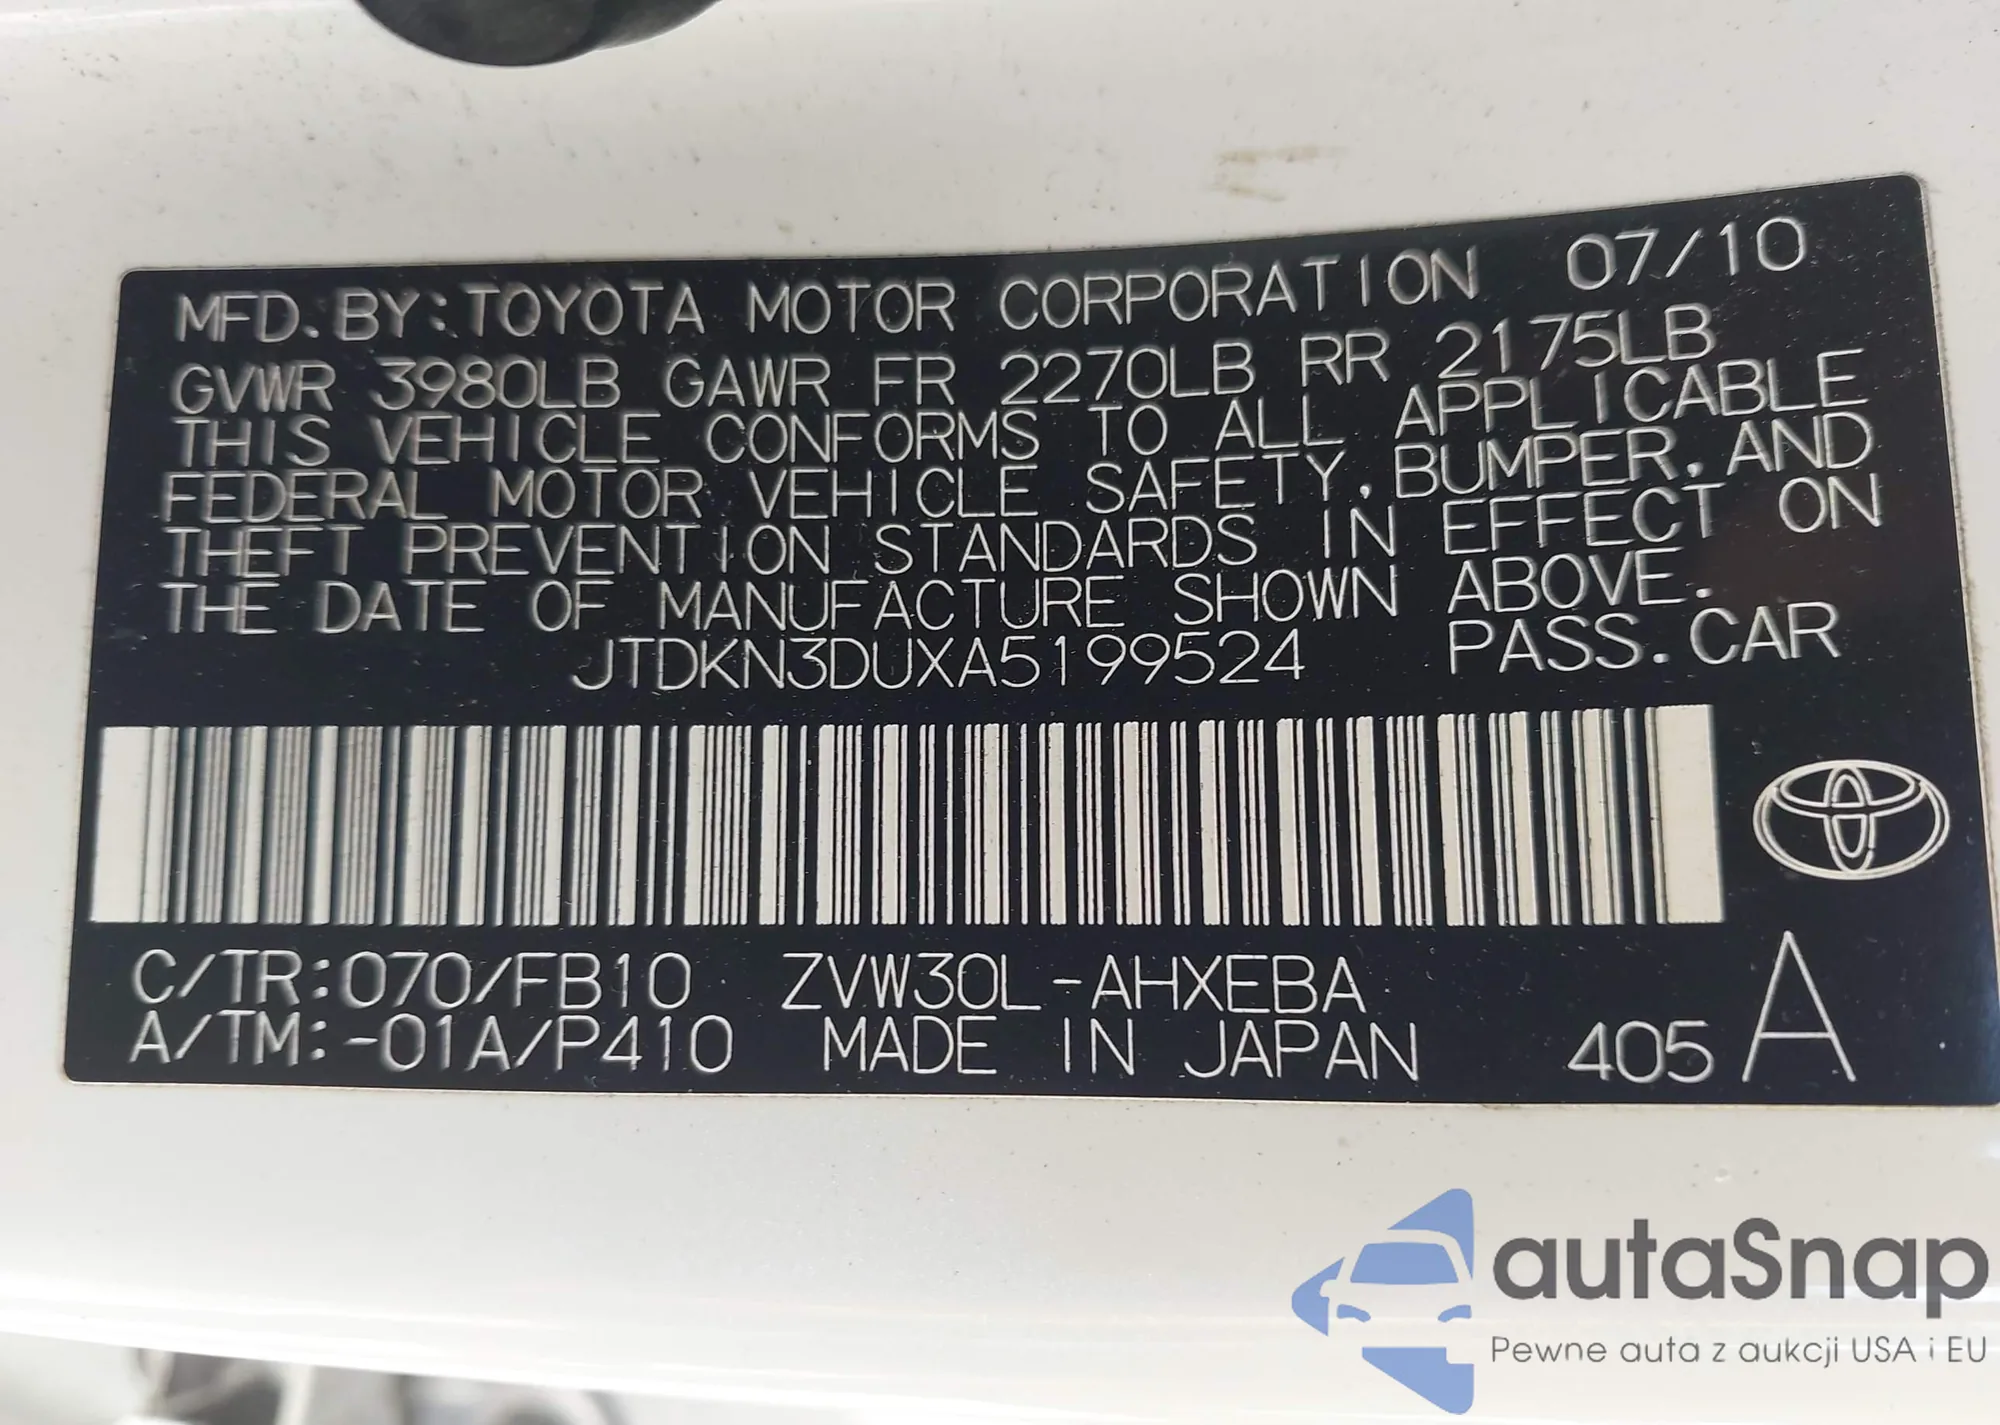 MFD. BY: TOYOTA MOTOR CORPORATION 07/10
GVWR 3980LB GAWR FR 2270LB RR 2175LB
THIS VEHICLE CONFORMS TO ALL APPLICABLE
FEDERAL MOTOR VEHICLE SAFETY, BUMPER, AND
THEFT PREVENTION STANDARDS IN EFFECT ON
THE DATE OF MANUFACTURE SHOWN ABOVE.
JTDKN3DUXA5199524 PASS. CAR
C/TR:070/FB10 ZVW30L-AHXEBA
A/TM:-01A/P410 MADE IN JAPAN 405 A
autaSnap
Pewne auta z aukcji USA i EU